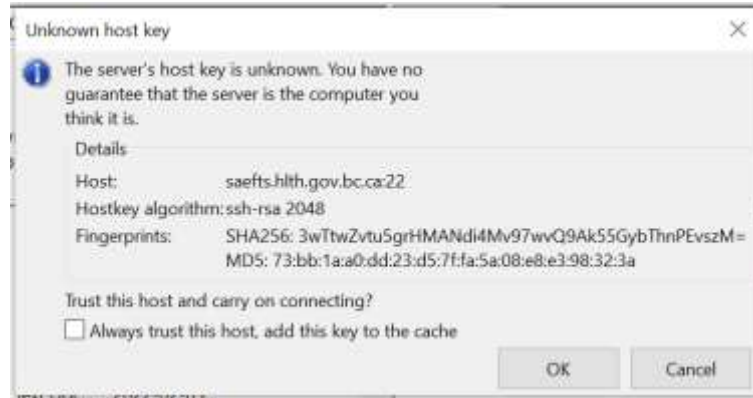 Unknown host key
The server's host key is unknown. You have no
guarantee that the server is the computer you
think it is.
Details
Host: saefts.hlth.gov.bc.ca:22
Hostkey algorithm: ssh-rsa 2048
Fingerprints: SHA256: 3wTtwZvtu5grHMANdi4Mv97wvQ9Ak55GybThnPEvszM=
MD5: 73:bb:1a:a0:dd:23:d5:7f:fa:5a:08:e8:e3:98:32:3a
Trust this host and carry on connecting?
Always trust this host, add this key to the cache
OK Cancel